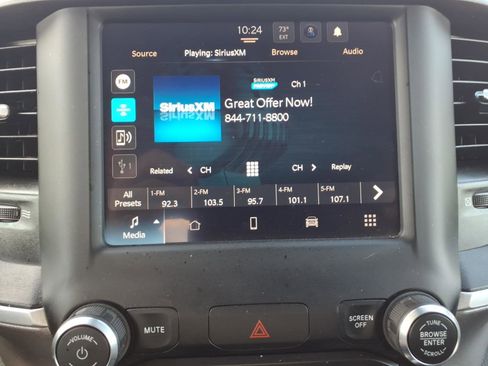 10:24
73°
EXT
Source
Playing: SiriusXM
Browse
Audio
FM
SiriusXM
SIRIUSXM
Ch 1
Great Offer Now!
844-711-8800
1
Related
CH
CH
Replay
All
Presets
1-FM
92.3
2-FM
103.5
3-FM
95.7
4-FM
101.1
5-FM
107.1
Media
VOLUME
MUTE
SCREEN
OFF
TUNE
BROWSE
ENTER
SCROLL